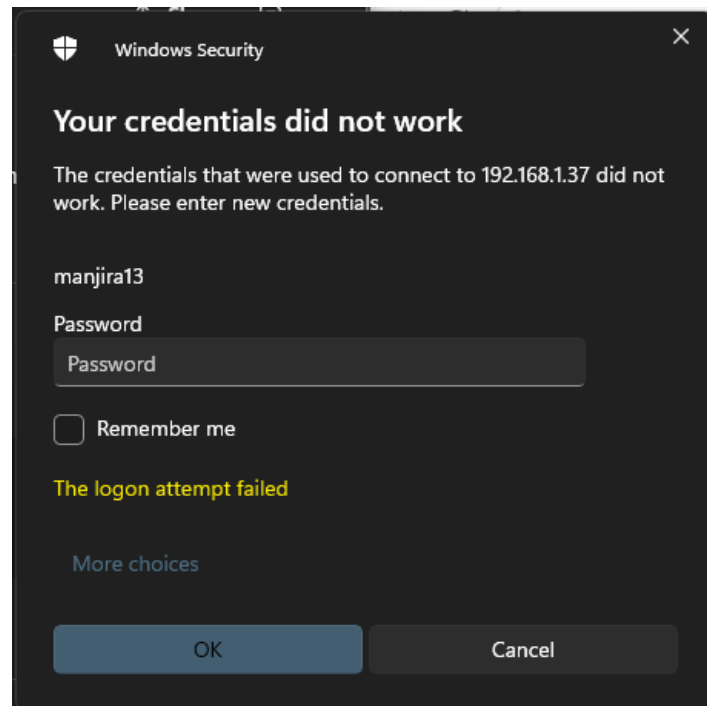 Windows Security
Your credentials did not work
The credentials that were used to connect to 192.168.1.37 did not
work. Please enter new credentials.
manjira13
Password
Password
Remember me
The logon attempt failed
More choices
OK
Cancel